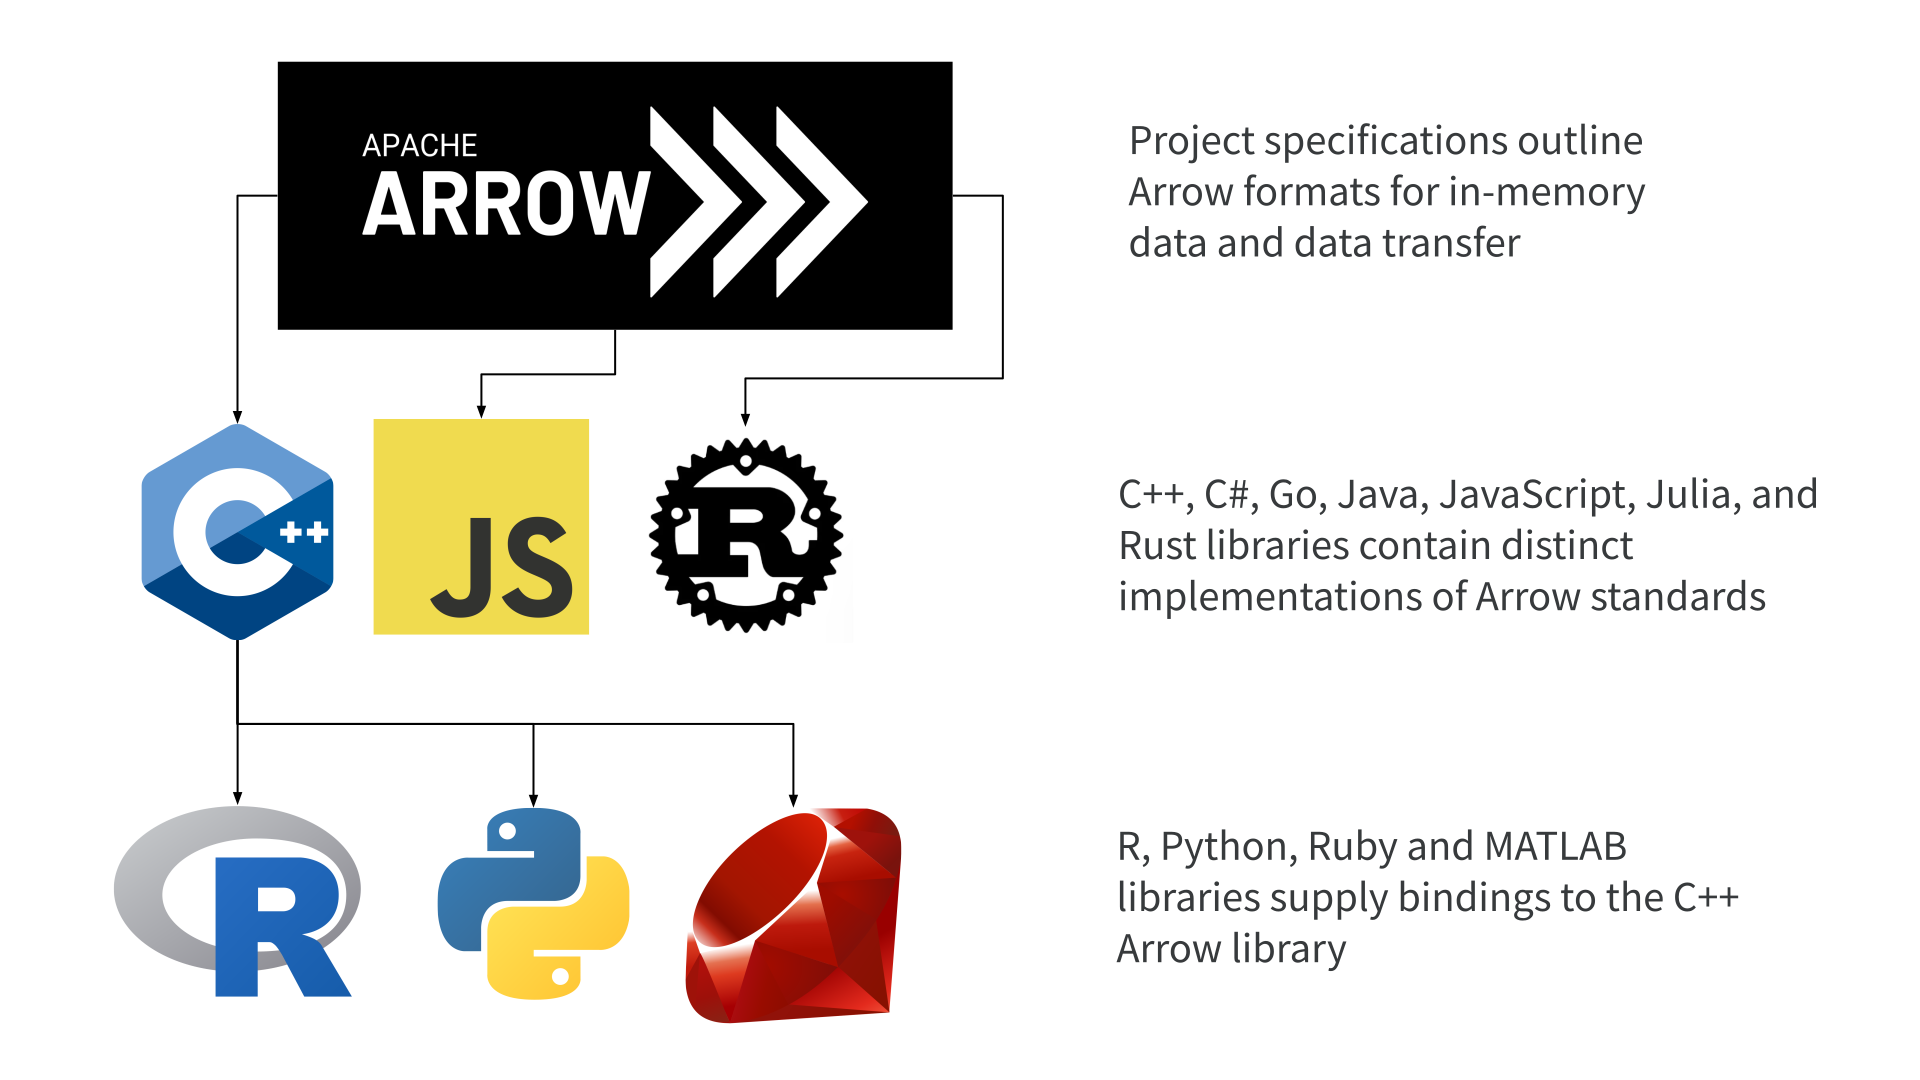 APACHE
ARROW
Project specifications outline
Arrow formats for in-memory
data and data transfer
C++
JS
R
C++, C#, Go, Java, JavaScript, Julia, and
Rust libraries contain distinct
implementations of Arrow standards
R
R, Python, Ruby and MATLAB
libraries supply bindings to the C++
Arrow library